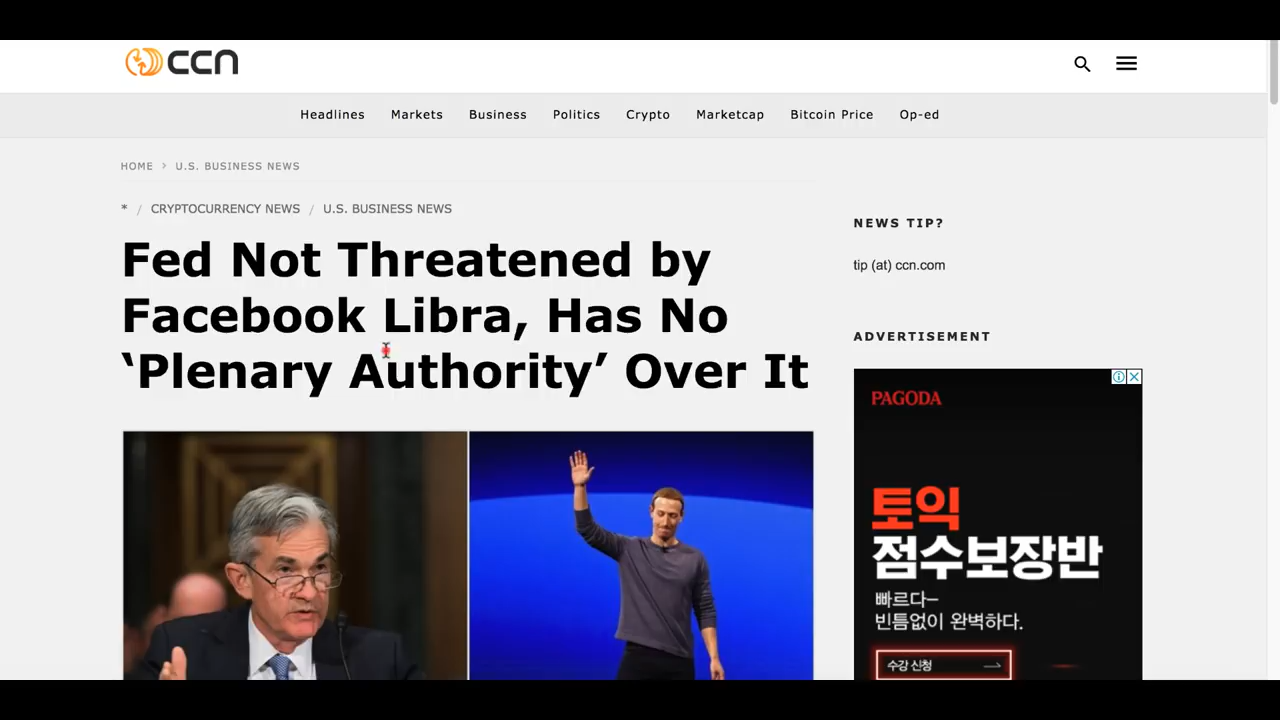 CCN
Headlines Markets Business Politics Crypto Marketcap Bitcoin Price Op-ed
HOME > U.S. BUSINESS NEWS
* / CRYPTOCURRENCY NEWS / U.S. BUSINESS NEWS
Fed Not Threatened by
Facebook Libra, Has No
‘Plenary Authority’ Over It
NEWS TIP?
tip (at) ccn.com
ADVERTISEMENT
PAGODA
토익
점수보장반
빠르다–
빈틈없이 완벽하다.
수강 신청